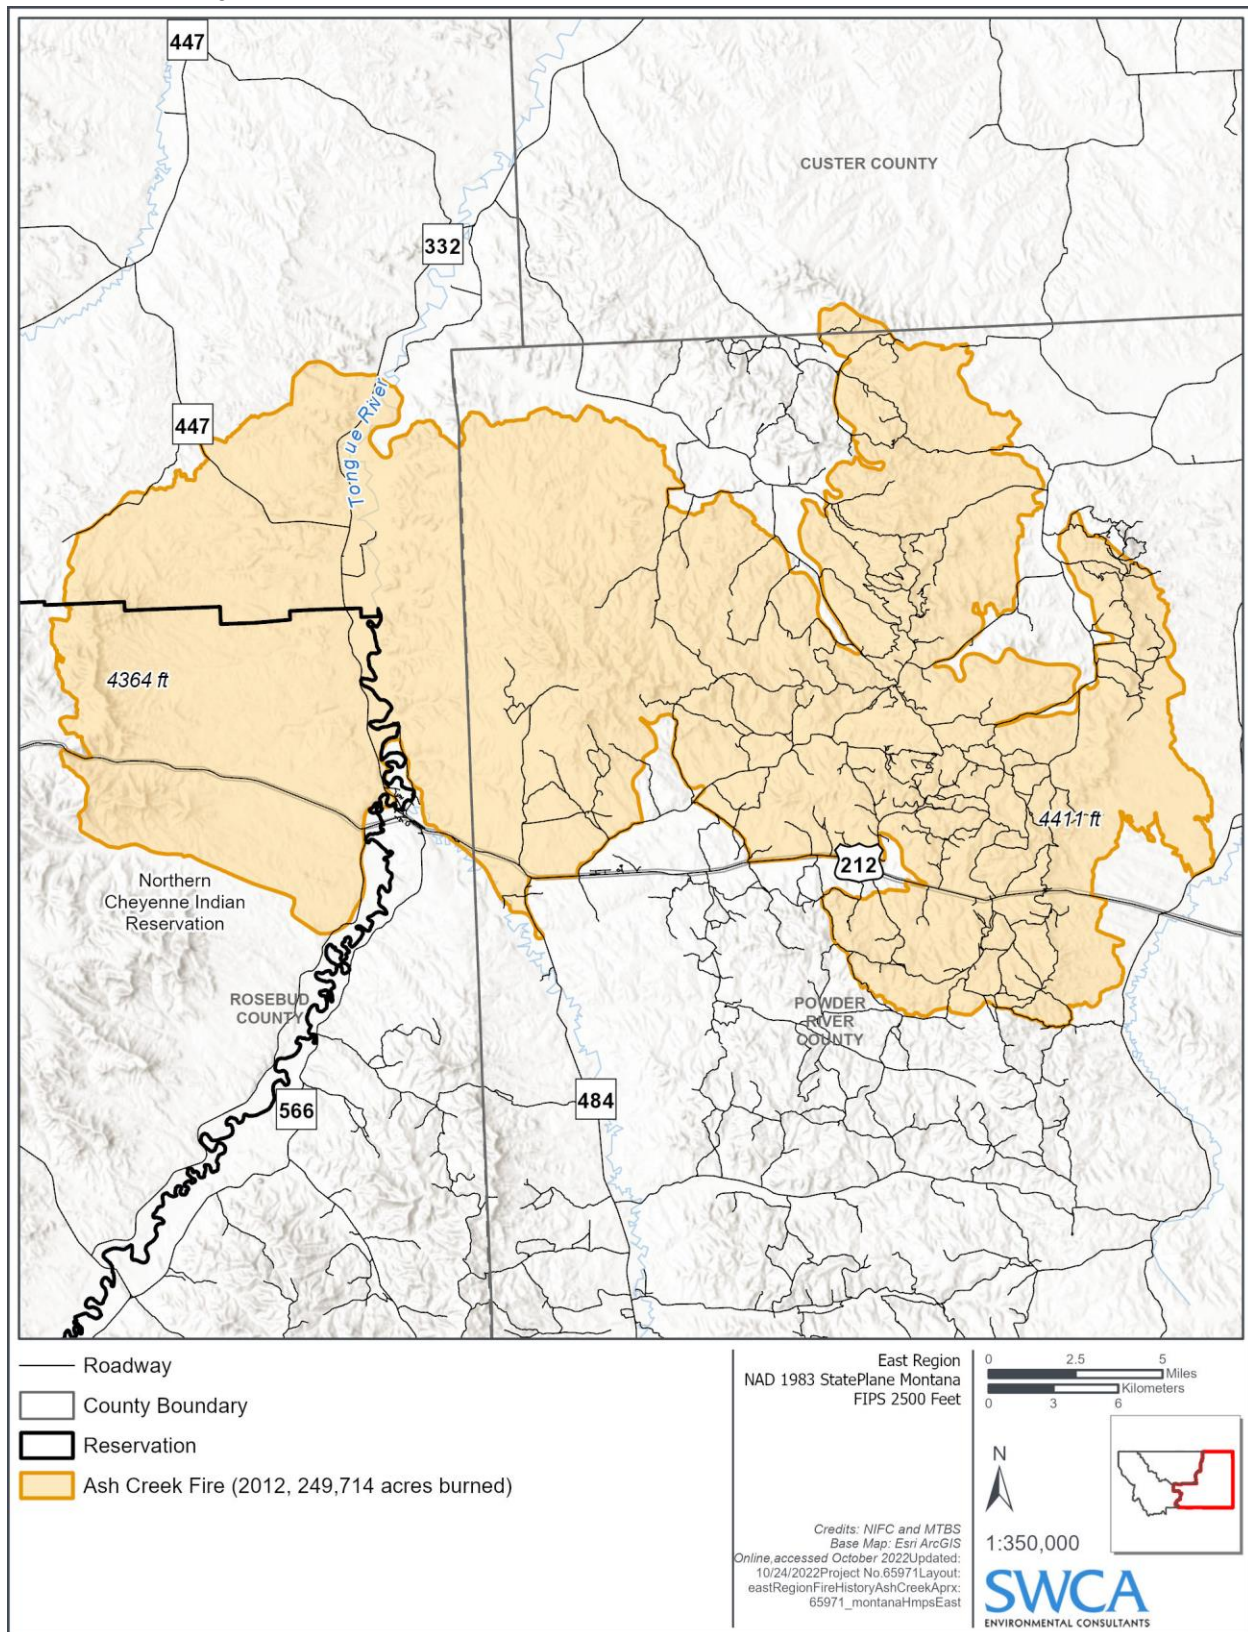 447
CUSTER COUNTY
332
447
Tongue River
4364 ft
4411 ft
212
Northern
Cheyenne Indian
Reservation
ROSEBUD
COUNTY
POWDER
RIVER
COUNTY
566
484
Roadway
County Boundary
Reservation
Ash Creek Fire (2012, 249,714 acres burned)
East Region
NAD 1983 StatePlane Montana
FIPS 2500 Feet
Credits: NIFC and MTBS
Base Map: Esri ArcGIS
Online,accessed October 2022Updated:
10/24/2022Project No.65971Layout:
eastRegionFireHistoryAshCreekAprx:
65971_montanaHmpsEast
0 2.5 5
Miles
Kilometers
0 3 6
N
1:350,000
SWCA
ENVIRONMENTAL CONSULTANTS